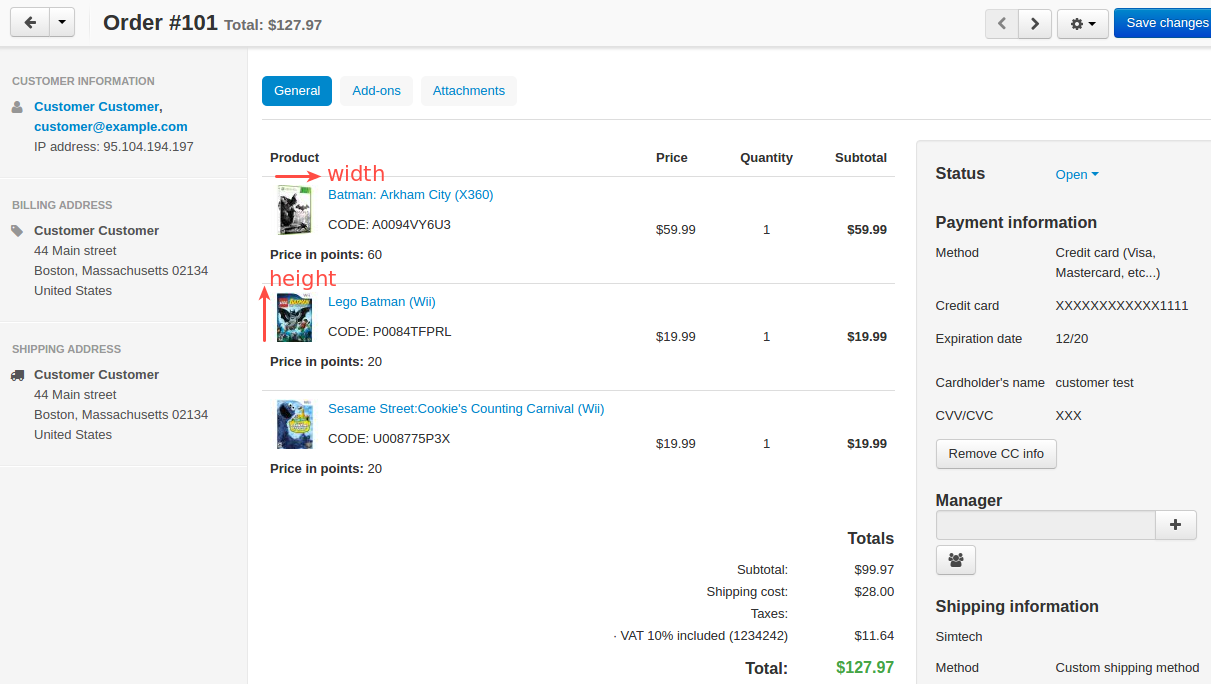 Order #101 Total: $127.97
Save changes
CUSTOMER INFORMATION
Customer Customer,
customer@example.com
IP address: 95.104.194.197
BILLING ADDRESS
Customer Customer
44 Main street
Boston, Massachusetts 02134
United States
SHIPPING ADDRESS
Customer Customer
44 Main street
Boston, Massachusetts 02134
United States
General Add-ons Attachments
Product Price Quantity Subtotal
width
Batman: Arkham City (X360)
CODE: A0094VY6U3
$59.99 1 $59.99
Price in points: 60
height
Lego Batman (Wii)
CODE: P0084TFPRL
$19.99 1 $19.99
Price in points: 20
Sesame Street:Cookie's Counting Carnival (Wii)
CODE: U008775P3X
$19.99 1 $19.99
Price in points: 20
Totals
Subtotal: $99.97
Shipping cost: $28.00
Taxes:
· VAT 10% included (1234242) $11.64
Total: $127.97
Status Open
Payment information
Method Credit card (Visa,
Mastercard, etc...)
Credit card XXXXXXXXXXXX1111
Expiration date 12/20
Cardholder's name customer test
CVV/CVC XXX
Remove CC info
Manager
Shipping information
Simtech
Method Custom shipping method